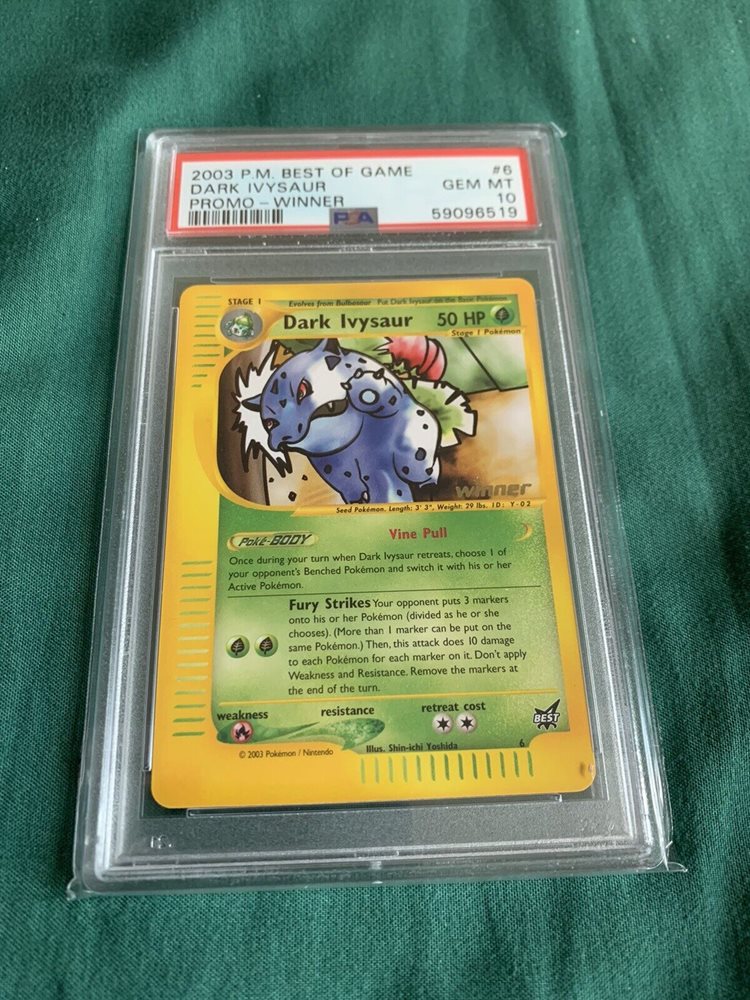 2003 P.M. BEST OF GAME #6
DARK IVYSAUR GEM MT
PROMO – WINNER 10
PSA 59096519
STAGE 1 Evolves from Bulbasaur Put Dark Ivysaur on the Basic Pokémon
Dark Ivysaur 50 HP
Stage 1 Pokémon
winner
Seed Pokémon. Length: 3' 3", Weight: 29 lbs. ID: Y-02
Poké-BODY Vine Pull
Once during your turn when Dark Ivysaur retreats, choose 1 of
your opponent's Benched Pokémon and switch it with his or her
Active Pokémon.
Fury Strikes Your opponent puts 3 markers
onto his or her Pokémon (divided as he or she
chooses). (More than 1 marker can be put on the
same Pokémon.) Then, this attack does 10 damage
to each Pokémon for each marker on it. Don't apply
Weakness and Resistance. Remove the markers at
the end of the turn.
weakness resistance retreat cost
BEST
© 2003 Pokémon / Nintendo Illus. Shin-ichi Yoshida 6